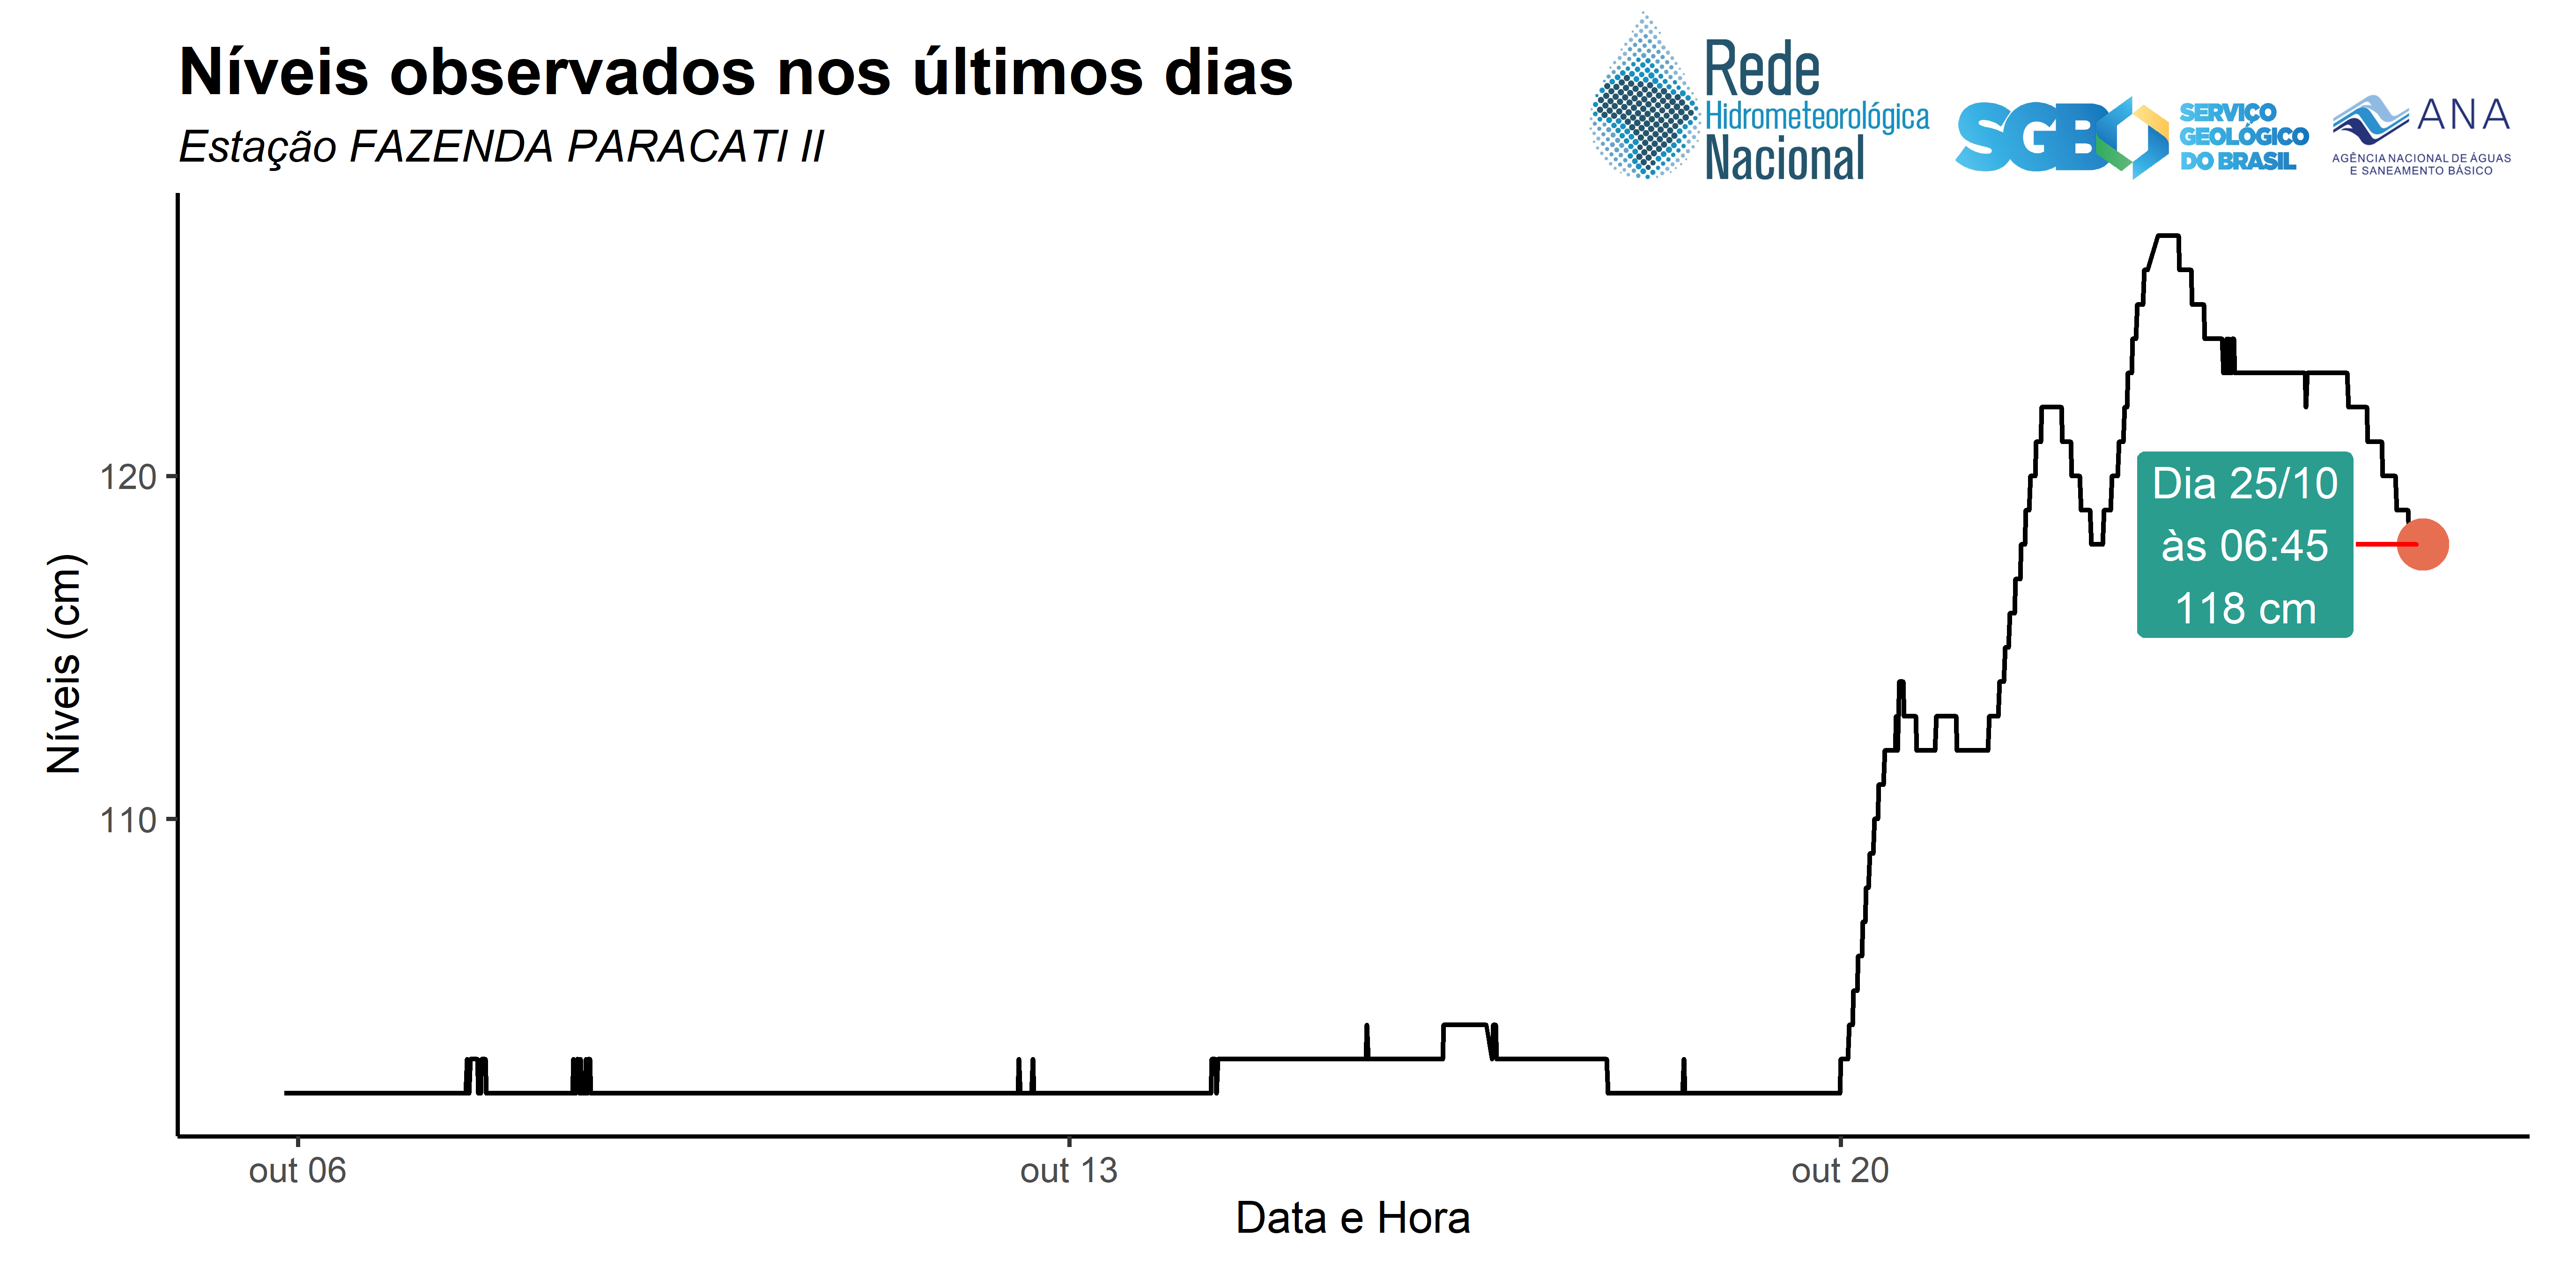 Níveis observados nos últimos dias
Estação FAZENDA PARACATI II
Rede
Hidrometeorológica
Nacional
SGB
SERVIÇO
GEOLÓGICO
DO BRASIL
ANA
AGÊNCIA NACIONAL DE ÁGUAS
E SANEAMENTO BÁSICO
Níveis (cm)
120
110
Dia 25/10
às 06:45
118 cm
out 06
out 13
out 20
Data e Hora